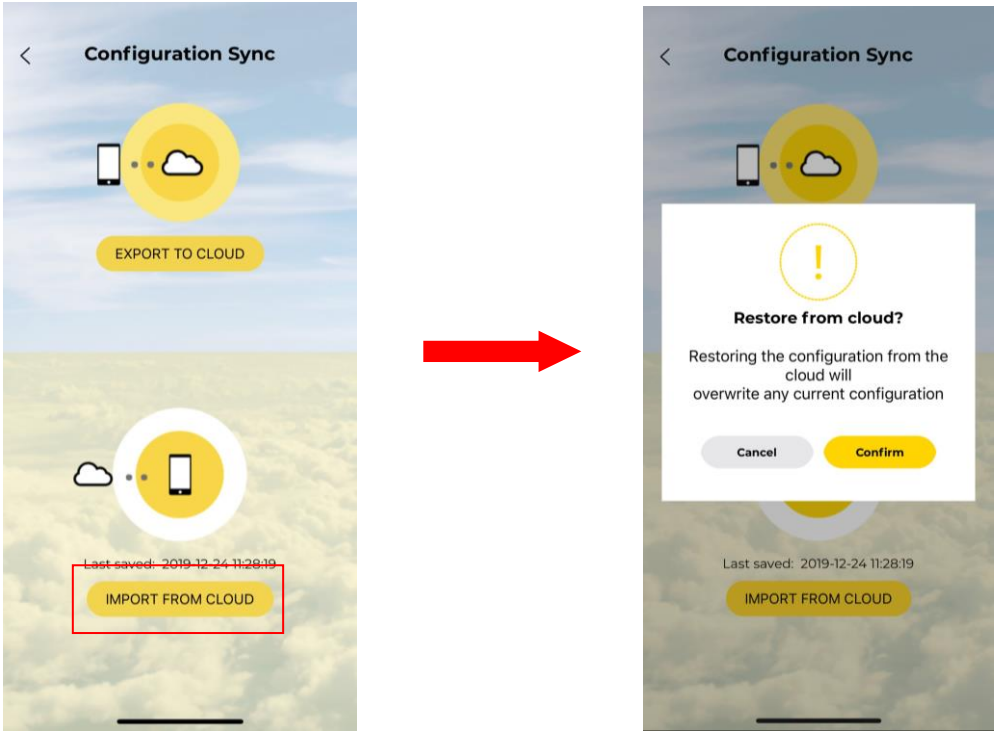 Configuration Sync
EXPORT TO CLOUD
Last saved: 2019-12-24 11:28:19
IMPORT FROM CLOUD
Configuration Sync
!
Restore from cloud?
Restoring the configuration from the
cloud will
overwrite any current configuration
Cancel
Confirm
Last saved: 2019-12-24 11:28:19
IMPORT FROM CLOUD